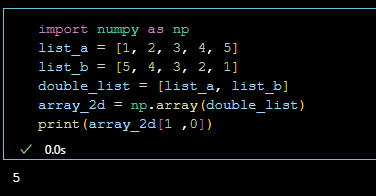 import numpy as np
list_a = [1, 2, 3, 4, 5]
list_b = [5, 4, 3, 2, 1]
double_list = [list_a, list_b]
array_2d = np.array(double_list)
print(array_2d[1 ,0])
✓ 0.0s
5